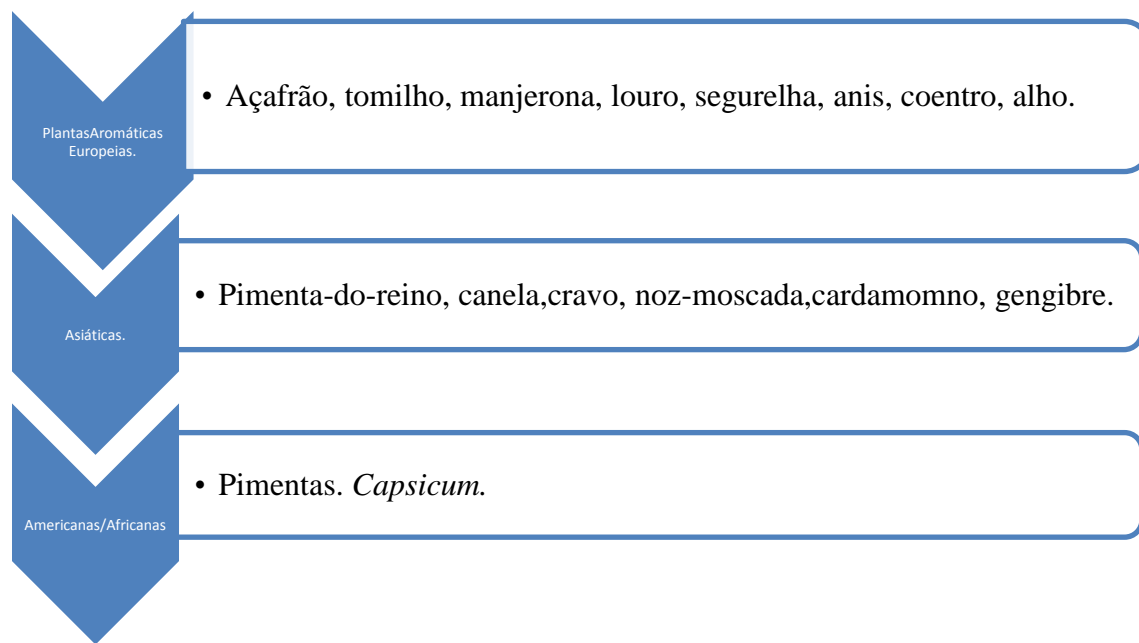 PlantasAromáticas
Europeias.
• Açafrão, tomilho, manjerona, louro, segurelha, anis, coentro, alho.
Asiáticas.
• Pimenta-do-reino, canela,cravo, noz-moscada,cardamomno, gengibre.
Americanas/Africanas
• Pimentas. Capsicum.